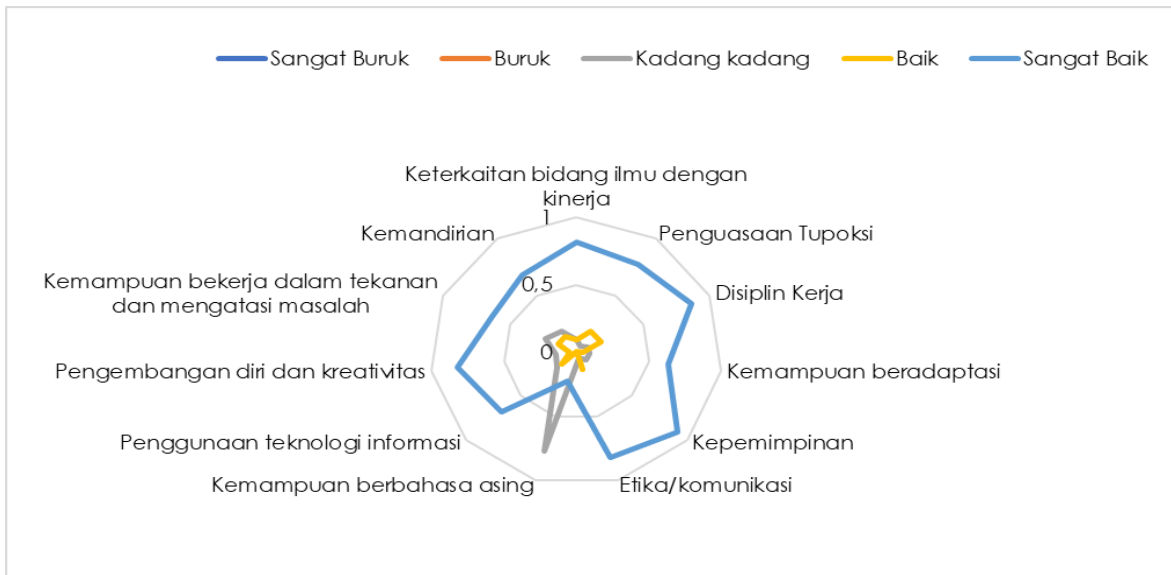 Sangat Buruk
Buruk
Kadang kadang
Baik
Sangat Baik
Keterkaitan bidang ilmu dengan
kinerja
Penguasaan Tupoksi
Disiplin Kerja
Kemampuan beradaptasi
Kepemimpinan
Etika/komunikasi
Kemampuan berbahasa asing
Penggunaan teknologi informasi
Pengembangan diri dan kreativitas
Kemampuan bekerja dalam tekanan
dan mengatasi masalah
Kemandirian
1
0,5
0